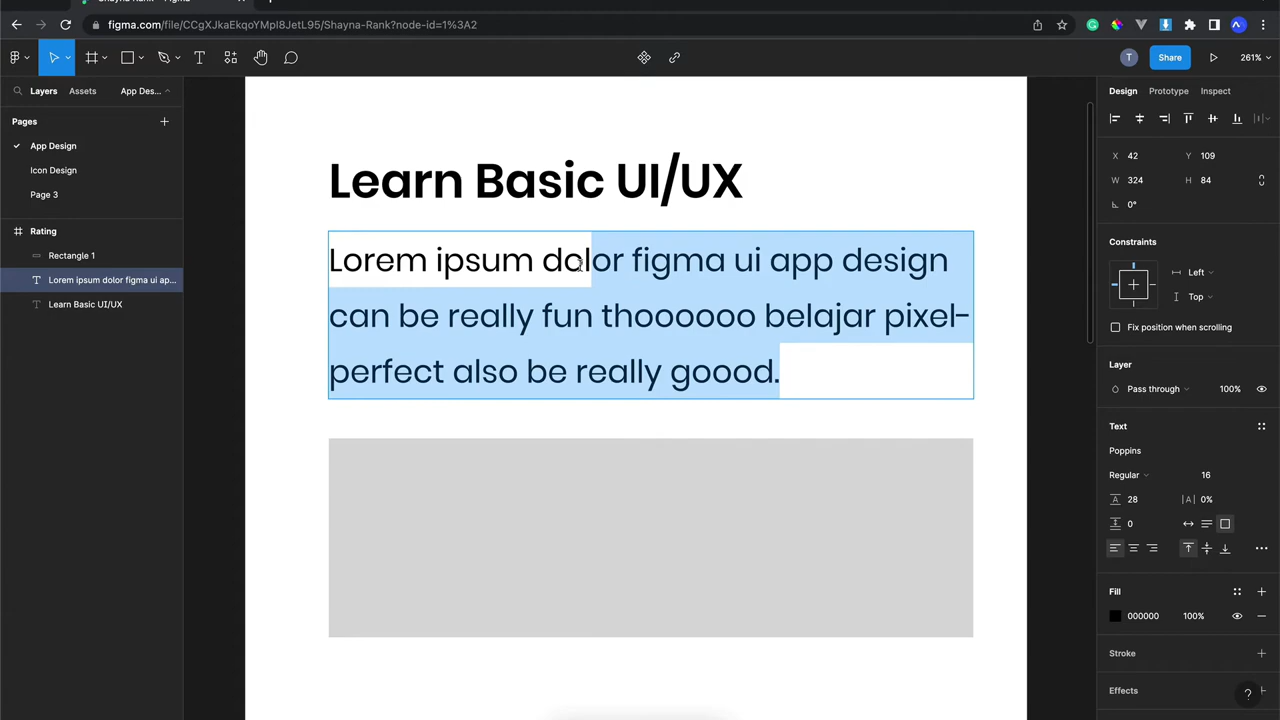 figma.com/file/CCgXJkaEkqoYMpI8JetL95/Shayna-Rank?node-id=1%3A2
T
Share
261%
Layers
Assets
App Des...
Pages
App Design
Icon Design
Page 3
Rating
Rectangle 1
Lorem ipsum dolor figma ui ap...
Learn Basic UI/UX
Learn Basic UI/UX
Lorem ipsum dolor figma ui app design
can be really fun thoooooo belajar pixel-
perfect also be really goood.
Design
Prototype
Inspect
X 42
Y 109
W 324
H 84
0°
Constraints
Left
Top
Fix position when scrolling
Layer
Pass through
100%
Text
Poppins
Regular
16
A 28
|A| 0%
0
Fill
000000
100%
Stroke
Effects
?